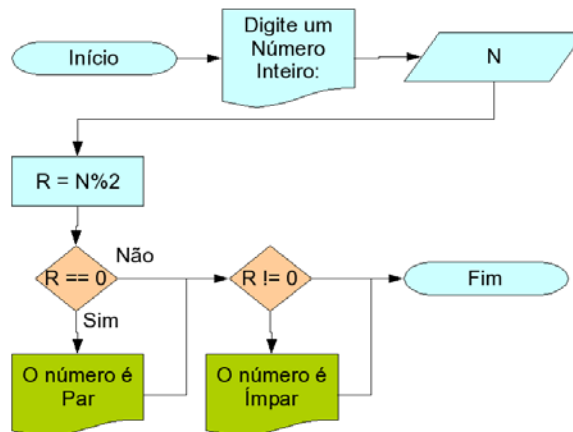 Início
Digite um
Número
Inteiro:
N
R = N%2
R == 0
Não
Sim
R != 0
Fim
O número é
Par
O número é
Ímpar